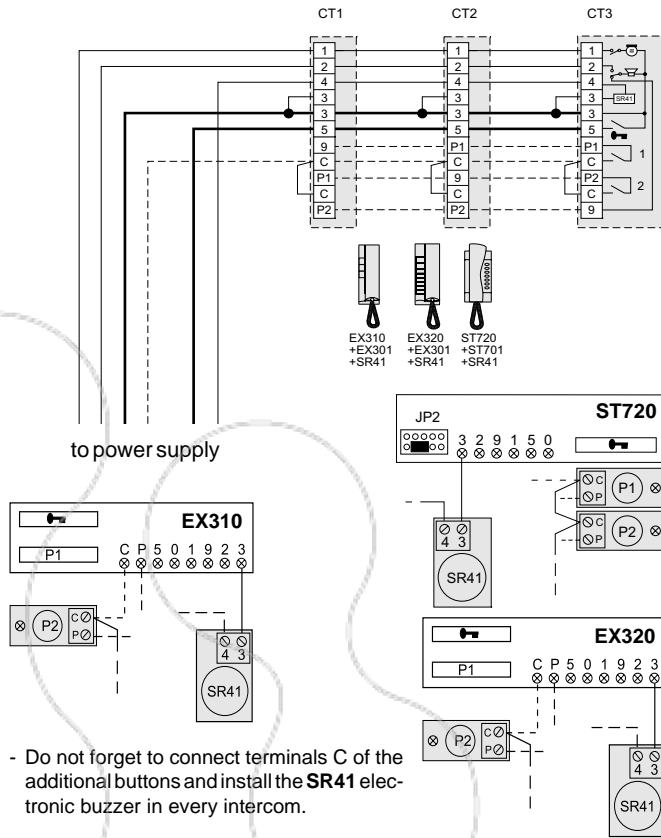 CT1 CT2 CT3
1 1 1
2 2 2
4 4 4
3 3 3 SR41
3 3 3
5 5 5
9 P1 P1 1
C C C
P1 9 P2 2
C C C
P2 P2 9
EX310 EX320 ST720
+EX301 +EX301 +ST701
+SR41 +SR41 +SR41
to power supply
JP2 ST720
3 2 9 1 5 0
C P1
P
C P2
P
4 3
SR41
EX310
P1 C P 5 0 1 9 2 3
P2 C
P
4 3
SR41
EX320
P1 C P 5 0 1 9 2 3
P2 C
P
4 3
SR41
- Do not forget to connect terminals C of the
additional buttons and install the SR41 elec-
tronic buzzer in every intercom.